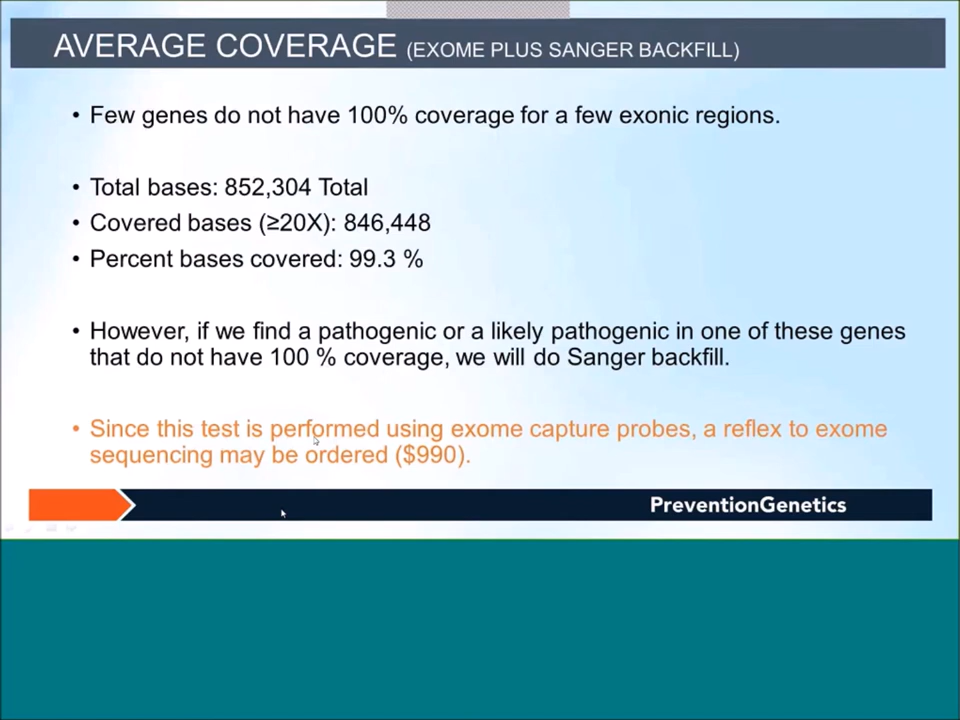 AVERAGE COVERAGE (EXOME PLUS SANGER BACKFILL)
• Few genes do not have 100% coverage for a few exonic regions.
• Total bases: 852,304 Total
• Covered bases (≥20X): 846,448
• Percent bases covered: 99.3 %
• However, if we find a pathogenic or a likely pathogenic in one of these genes
that do not have 100 % coverage, we will do Sanger backfill.
• Since this test is performed using exome capture probes, a reflex to exome
sequencing may be ordered ($990).
PreventionGenetics